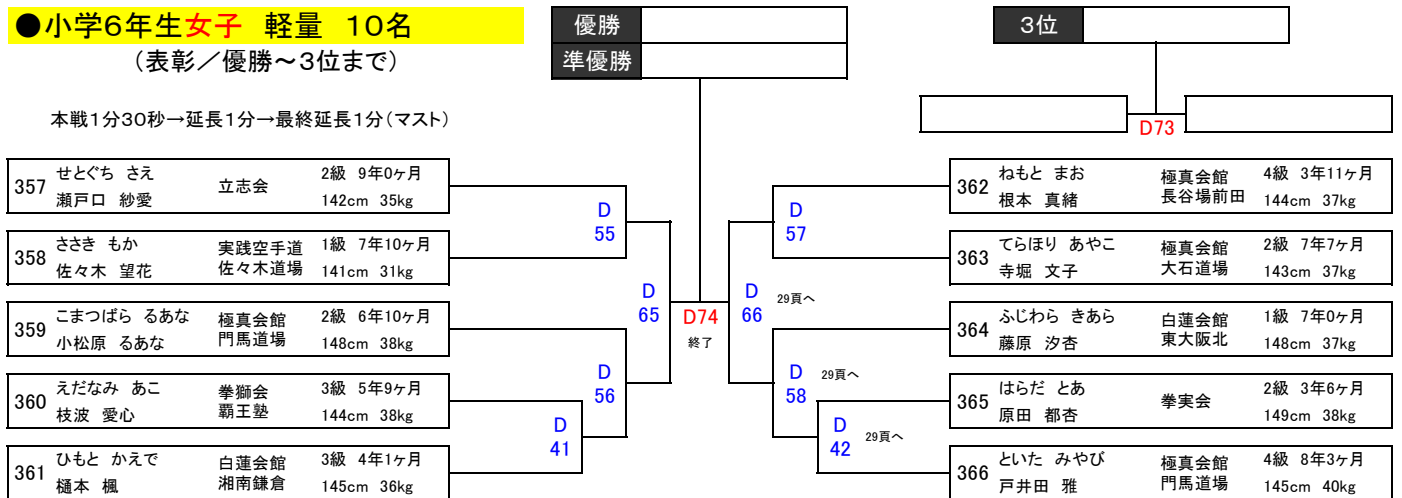 ●小学6年生女子 軽量 10名
(表彰/優勝~3位まで)
本戦1分30秒→延長1分→最終延長1分(マスト)
優勝
準優勝
3位
D73
357 せとぐち さえ 立志会 2級 9年0ヶ月
瀬戸口 紗愛 142cm 35kg
358 ささき もか 実践空手道 1級 7年10ヶ月
佐々木 望花 佐々木道場 141cm 31kg
359 こまつばら るあな 極真会館 2級 6年10ヶ月
小松原 るあな 門馬道場 148cm 38kg
360 えだなみ あこ 拳獅会 3級 5年9ヶ月
枝波 愛心 覇王塾 144cm 38kg
361 ひもと かえで 白蓮会館 3級 4年1ヶ月
樋本 楓 湘南鎌倉 145cm 36kg
D
55
D
56
D
41
D
65
D74
終了
D
66
29頁へ
D
57
D
58
29頁へ
D
42
29頁へ
362 ねもと まお 極真会館 4級 3年11ヶ月
根本 真緒 長谷場前田 144cm 37kg
363 てらほり あやこ 極真会館 2級 7年7ヶ月
寺堀 文子 大石道場 143cm 37kg
364 ふじわら きあら 白蓮会館 1級 7年0ヶ月
藤原 汐杏 東大阪北 148cm 37kg
365 はらだ とあ 拳実会 2級 3年6ヶ月
原田 都杏 149cm 38kg
366 といた みやび 極真会館 4級 8年3ヶ月
戸井田 雅 門馬道場 145cm 40kg